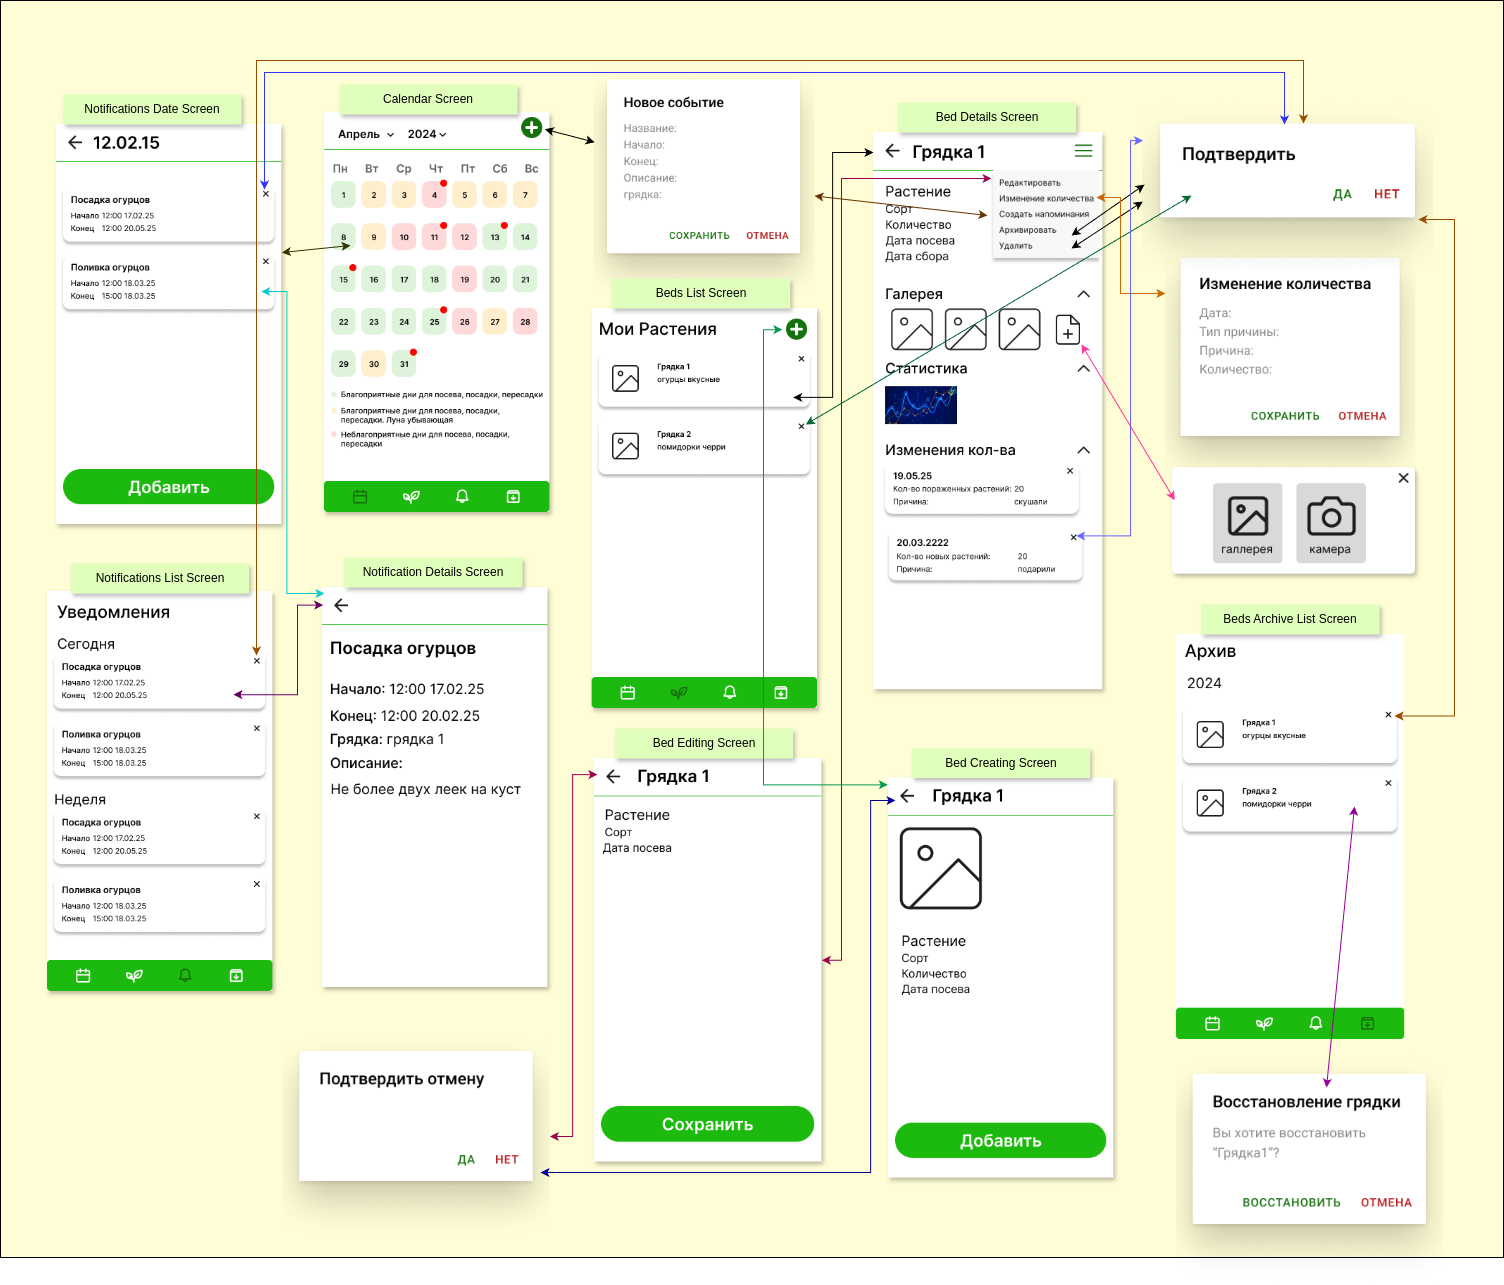 Notifications Date Screen
12.02.15
Посадка огурцов
Начало 12:00 17.02.25
Конец 12:00 20.05.25
Поливка огурцов
Начало 12:00 18.03.25
Конец 15:00 18.03.25
Добавить
Calendar Screen
Апрель 2024
Пн Вт Ср Чт Пт Сб Вс
1 2 3 4 5 6 7
8 9 10 11 12 13 14
15 16 17 18 19 20 21
22 23 24 25 26 27 28
29 30 31
Благоприятные дни для посева, посадки, пересадки
Благоприятные дни для посева, посадки,
пересадки. Луна убывающая
Неблагоприятные дни для посева, посадки,
пересадки
Новое событие
Название:
Начало:
Конец:
Описание:
грядка:
СОХРАНИТЬ ОТМЕНА
Beds List Screen
Мои Растения
Грядка 1
огурцы вкусные
Грядка 2
помидорки черри
Bed Details Screen
Грядка 1
Растение
Сорт
Количество
Дата посева
Дата сбора
Редактировать
Изменение количества
Создать напоминания
Архивировать
Удалить
Галерея
Статистика
Изменения кол-ва
19.05.25
Кол-во пораженных растений: 20
Причина: скушали
20.03.2222
Кол-во новых растений: 20
Причина: подарили
Подтвердить
ДА НЕТ
Изменение количества
Дата:
Тип причины:
Причина:
Количество:
СОХРАНИТЬ ОТМЕНА
галлерея камера
Notifications List Screen
Уведомления
Сегодня
Посадка огурцов
Начало 12:00 17.02.25
Конец 12:00 20.05.25
Поливка огурцов
Начало 12:00 18.03.25
Конец 15:00 18.03.25
Неделя
Посадка огурцов
Начало 12:00 17.02.25
Конец 12:00 20.05.25
Поливка огурцов
Начало 12:00 18.03.25
Конец 15:00 18.03.25
Notification Details Screen
Посадка огурцов
Начало: 12:00 17.02.25
Конец: 12:00 20.02.25
Грядка: грядка 1
Описание:
Не более двух леек на куст
Bed Editing Screen
Грядка 1
Растение
Сорт
Дата посева
Сохранить
Bed Creating Screen
Грядка 1
Растение
Сорт
Количество
Дата посева
Добавить
Beds Archive List Screen
Архив
2024
Грядка 1
огурцы вкусные
Грядка 2
помидорки черри
Подтвердить отмену
ДА НЕТ
Восстановление грядки
Вы хотите восстановить
“Грядка1”?
ВОССТАНОВИТЬ ОТМЕНА